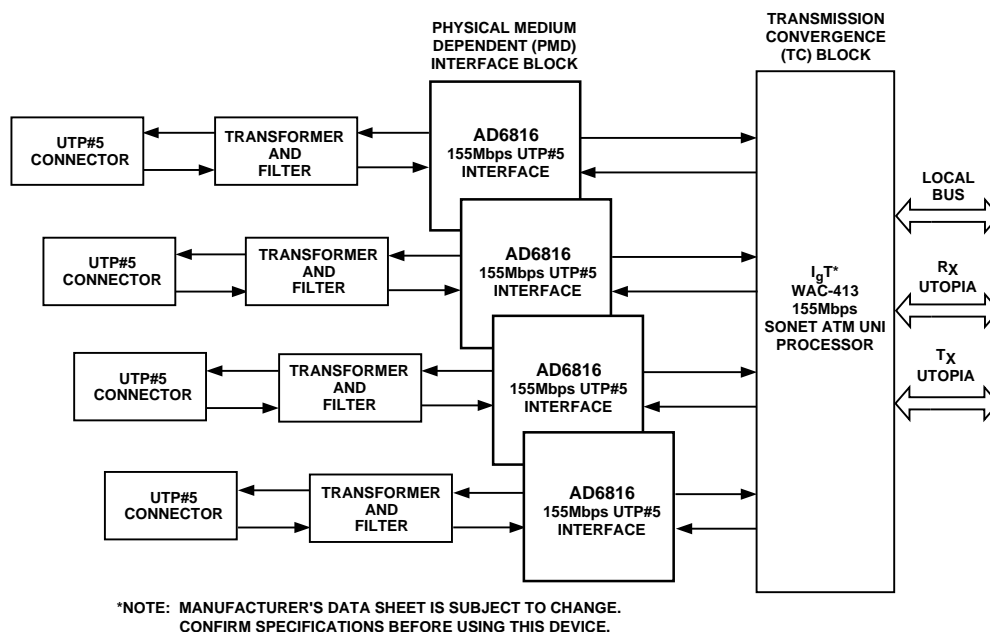 PHYSICAL MEDIUM
DEPENDENT (PMD)
INTERFACE BLOCK
TRANSMISSION
CONVERGENCE
(TC) BLOCK
UTP#5
CONNECTOR
TRANSFORMER
AND
FILTER
AD6816
155Mbps UTP#5
INTERFACE
UTP#5
CONNECTOR
TRANSFORMER
AND
FILTER
AD6816
155Mbps UTP#5
INTERFACE
UTP#5
CONNECTOR
TRANSFORMER
AND
FILTER
AD6816
155Mbps UTP#5
INTERFACE
UTP#5
CONNECTOR
TRANSFORMER
AND
FILTER
AD6816
155Mbps UTP#5
INTERFACE
IgT*
WAC-413
155Mbps
SONET ATM UNI
PROCESSOR
LOCAL
BUS
RX
UTOPIA
TX
UTOPIA
*NOTE: MANUFACTURER'S DATA SHEET IS SUBJECT TO CHANGE.
CONFIRM SPECIFICATIONS BEFORE USING THIS DEVICE.